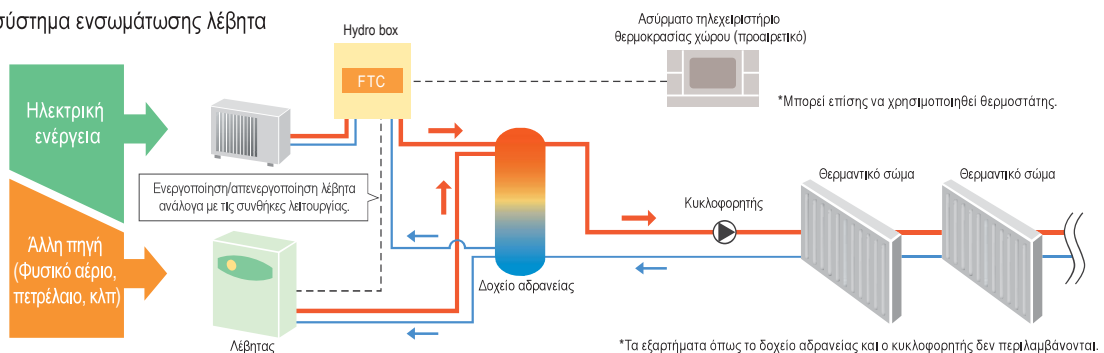 σύστημα ενσωμάτωσης λέβητα
Hydro box
FTC
Ασύρματο τηλεχειριστήριο
θερμοκρασίας χώρου (προαιρετικό)
*Μπορεί επίσης να χρησιμοποιηθεί θερμοστάτης.
Ηλεκτρική
ενέργεια
Ενεργοποίηση/απενεργοποίηση λέβητα
ανάλογα με τις συνθήκες λειτουργίας.
Θερμαντικό σώμα
Θερμαντικό σώμα
Κυκλοφορητής
Άλλη πηγή
(Φυσικό αέριο,
πετρέλαιο, κλπ)
Δοχείο αδρανείας
Λέβητας
*Τα εξαρτήματα όπως το δοχείο αδρανείας και ο κυκλοφορητής δεν περιλαμβάνονται.